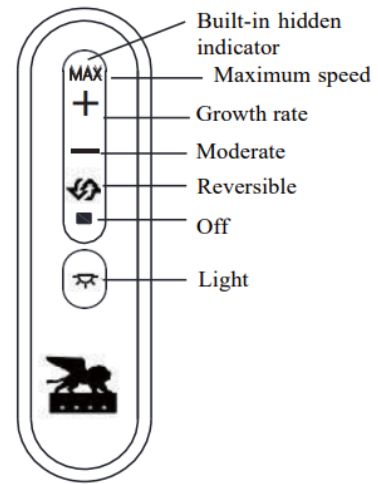 Built-in hidden
indicator
MAX
Maximum speed
+
Growth rate
—
Moderate
Reversible
Off
Light